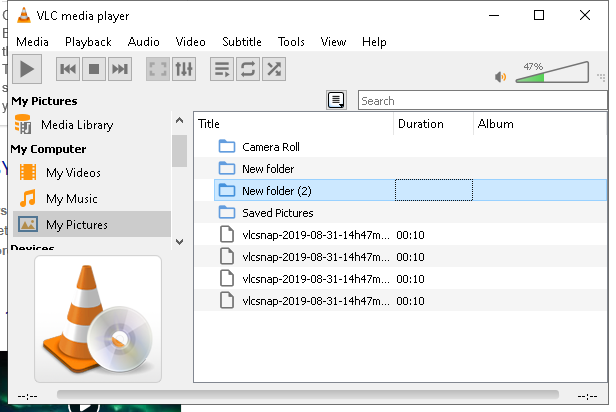 VLC media player
Media Playback Audio Video Subtitle Tools View Help
47%
My Pictures
Media Library
My Computer
My Videos
My Music
My Pictures
Devices
Search
Title Duration Album
Camera Roll
New folder
New folder (2)
Saved Pictures
vlcsnap-2019-08-31-14h47m... 00:10
vlcsnap-2019-08-31-14h47m... 00:10
vlcsnap-2019-08-31-14h47m... 00:10
vlcsnap-2019-08-31-14h47m... 00:10
--:-- --:--